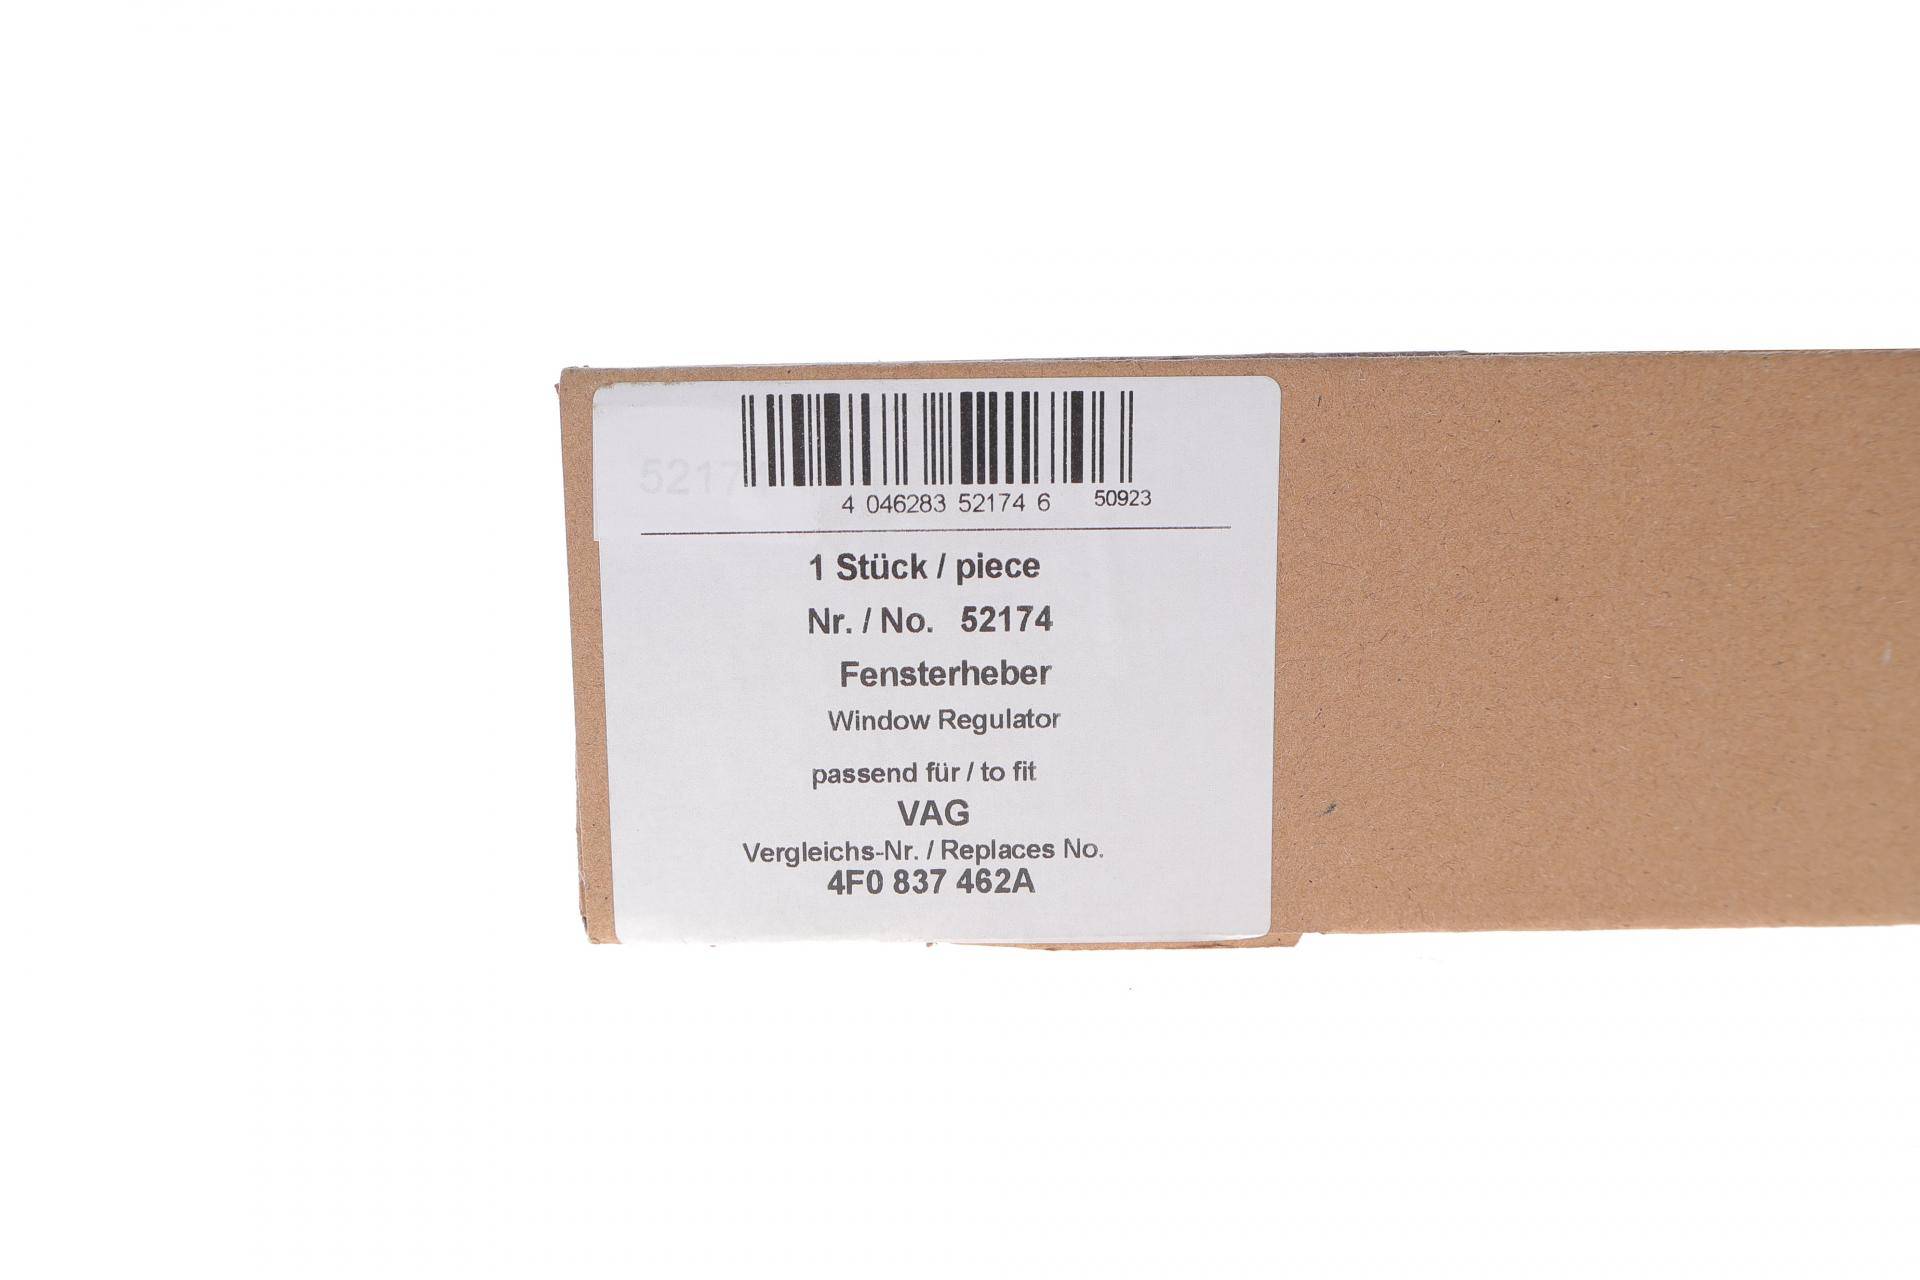 4 046283 52174 6 50923
1 Stück / piece
Nr. / No. 52174
Fensterheber
Window Regulator
passend für / to fit
VAG
Vergleichs-Nr. / Replaces No.
4F0 837 462A